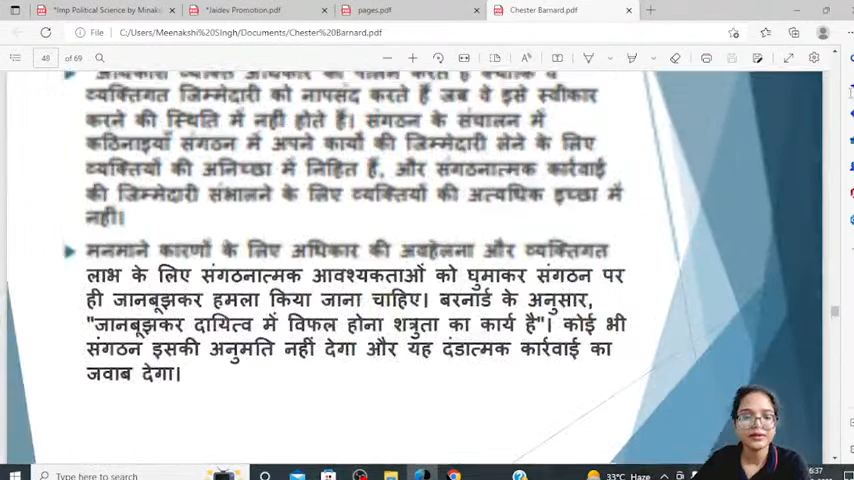 *Imp Political Science by Minaks
*Jaidev Promotion.pdf
pages.pdf
Chester Barnard.pdf
File
C:/Users/Meenakshi%20SIngh/Documents/Chester%20Barnard.pdf
48 of 69
व्यक्तिगत जिम्मेदारी को नापसंद करते हैं जब वे इसे स्वीकार
करने की स्थिति में नहीं होते हैं। संगठन के संचालन में
कठिनाइयाँ संगठन में अपने कार्यों की जिम्मेदारी लेने के लिए
व्यक्तियों की अनिच्छा में निहित हैं, और संगठनात्मक कार्रवाई
की जिम्मेदारी संभालने के लिए व्यक्तियों की अत्यधिक इच्छा में
नहीं।
मनमाने कारणों के लिए अधिकार की अवहेलना और व्यक्तिगत
लाभ के लिए संगठनात्मक आवश्यकताओं को घुमाकर संगठन पर
ही जानबूझकर हमला किया जाना चाहिए। बरनार्ड के अनुसार,
"जानबूझकर दायित्व में विफल होना शत्रुता का कार्य है"। कोई भी
संगठन इसकी अनुमति नहीं देगा और यह दंडात्मक कार्रवाई का
जवाब देगा।
Type here to search
33°C Haze
6:37